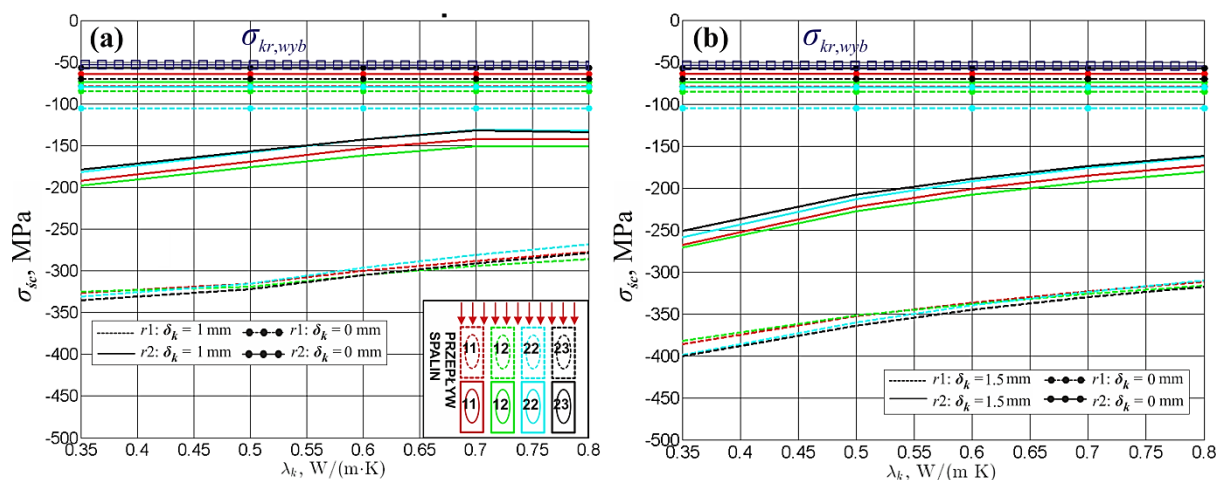 (a)
σkr,wyb
0
-50
-100
-150
-200
-250
-300
-350
-400
-450
-500
σśc, MPa
r1: δk = 1 mm
r1: δk = 0 mm
r2: δk = 1 mm
r2: δk = 0 mm
PRZEPŁYW
SPALIN
11 12 22 23
11 12 22 23
0.35 0.4 0.45 0.5 0.55 0.6 0.65 0.7 0.75 0.8
λk, W/(m·K)
(b)
σkr,wyb
0
-50
-100
-150
-200
-250
-300
-350
-400
-450
-500
σśc, MPa
r1: δk = 1.5 mm
r1: δk = 0 mm
r2: δk = 1.5 mm
r2: δk = 0 mm
0.35 0.4 0.45 0.5 0.55 0.6 0.65 0.7 0.75 0.8
λk, W/(m K)